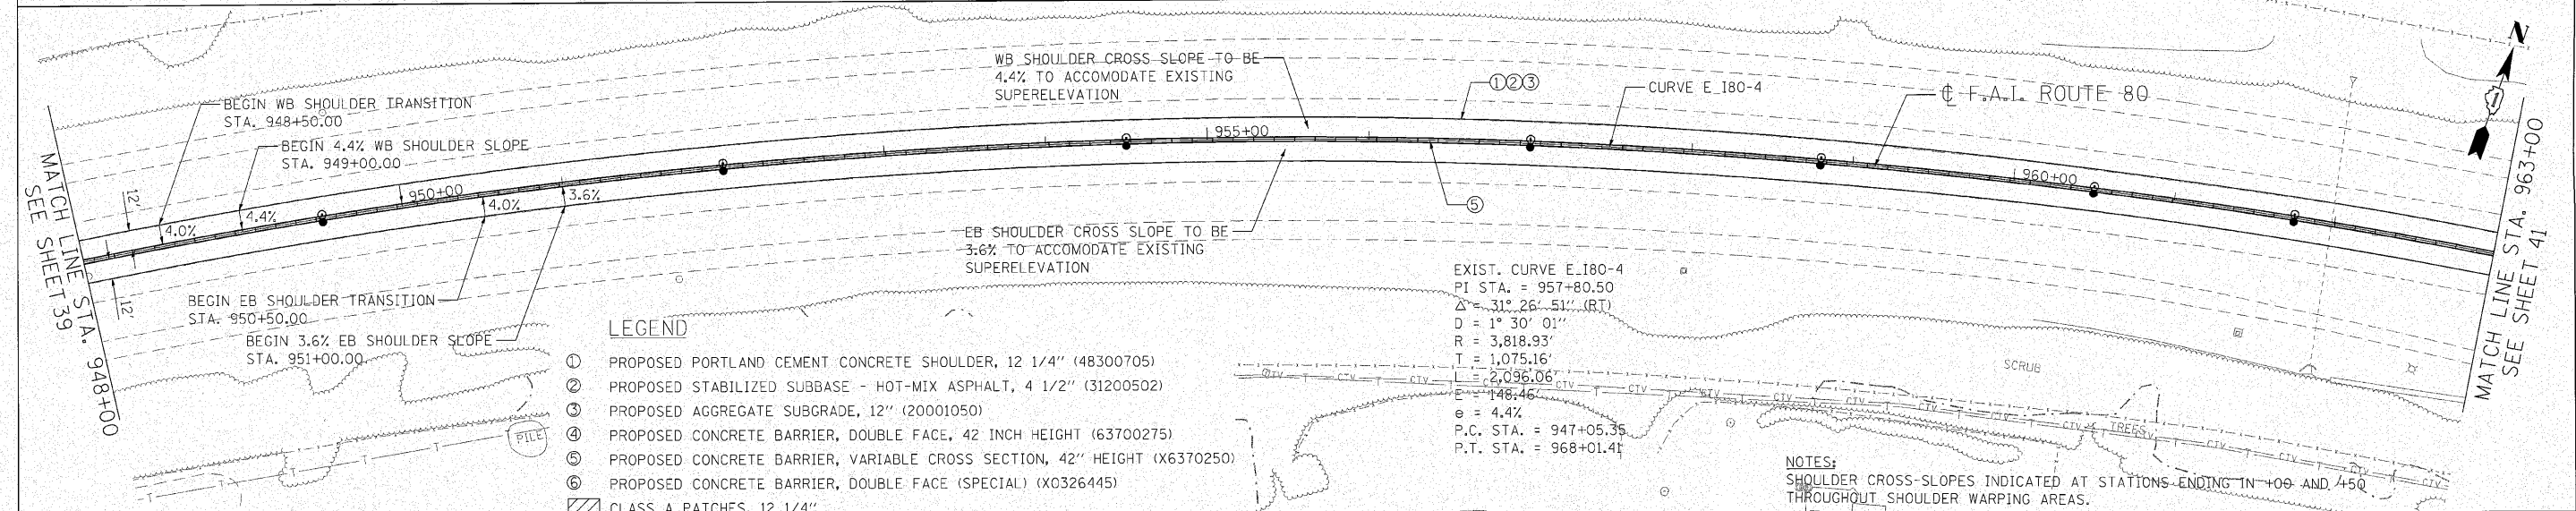 WB SHOULDER CROSS SLOPE TO BE
4.4% TO ACCOMODATE EXISTING
SUPERELEVATION
①②③
CURVE E_I80-4
℄ F.A.I. ROUTE 80
N
BEGIN WB SHOULDER TRANSITION
STA. 948+50.00
BEGIN 4.4% WB SHOULDER SLOPE
STA. 949+00.00
MATCH LINE STA. 948+00
SEE SHEET 39
12'
4.0%
4.4%
950+00
4.0%
3.6%
955+00
960+00
12'
⑤
MATCH LINE STA. 963+00
SEE SHEET 41
EB SHOULDER CROSS SLOPE TO BE
3.6% TO ACCOMODATE EXISTING
SUPERELEVATION
BEGIN EB SHOULDER TRANSITION
STA. 950+50.00
BEGIN 3.6% EB SHOULDER SLOPE
STA. 951+00.00
EXIST. CURVE E_I80-4
PI STA. = 957+80.50
△ = 31° 26' 51" (RT)
D = 1° 30' 01"
R = 3,818.93'
T = 1,075.16'
L = 2,096.06'
E = 148.46'
e = 4.4%
P.C. STA. = 947+05.35
P.T. STA. = 968+01.41
LEGEND
① PROPOSED PORTLAND CEMENT CONCRETE SHOULDER, 12 1/4" (48300705)
② PROPOSED STABILIZED SUBBASE - HOT-MIX ASPHALT, 4 1/2" (31200502)
③ PROPOSED AGGREGATE SUBGRADE, 12" (20001050)
④ PROPOSED CONCRETE BARRIER, DOUBLE FACE, 42 INCH HEIGHT (63700275)
⑤ PROPOSED CONCRETE BARRIER, VARIABLE CROSS SECTION, 42" HEIGHT (X6370250)
⑥ PROPOSED CONCRETE BARRIER, DOUBLE FACE (SPECIAL) (X0326445)
CLASS A PATCHES, 12 1/4"
PILE
SCRUB
TREES
NOTES:
SHOULDER CROSS-SLOPES INDICATED AT STATIONS ENDING IN +00 AND +50
THROUGHOUT SHOULDER WARPING AREAS.